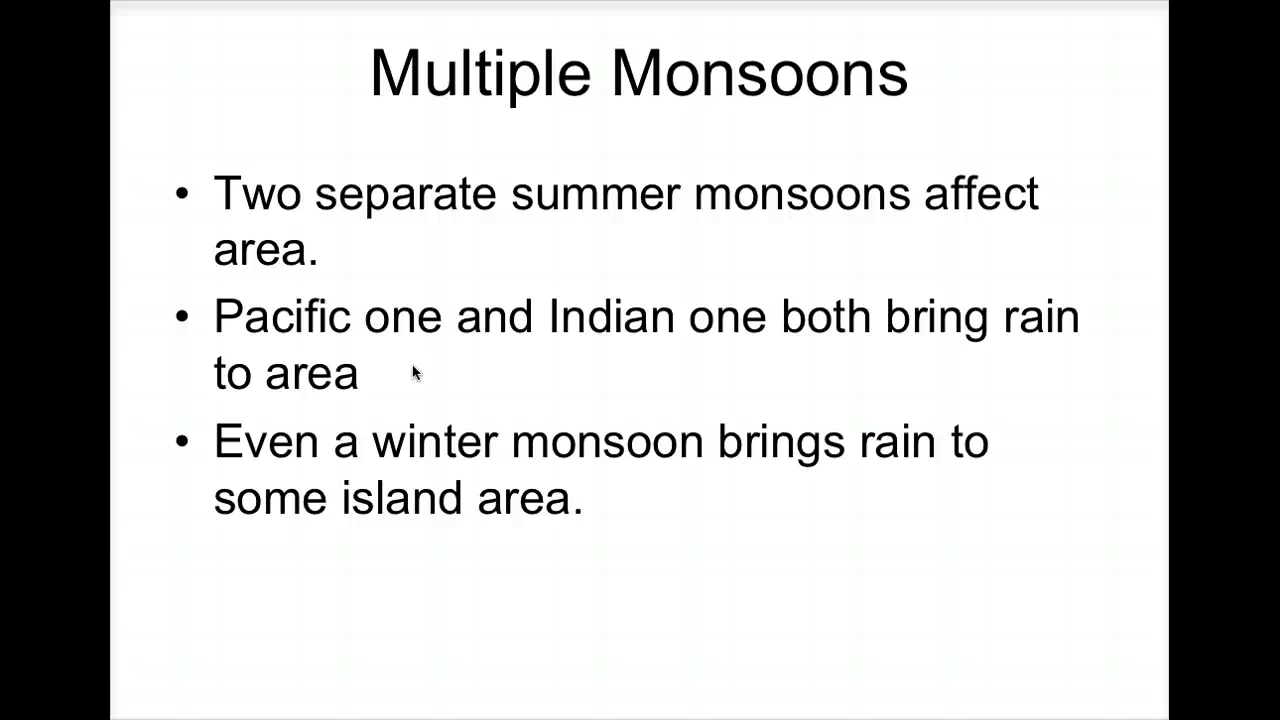 Multiple Monsoons
• Two separate summer monsoons affect
area.
• Pacific one and Indian one both bring rain
to area
• Even a winter monsoon brings rain to
some island area.